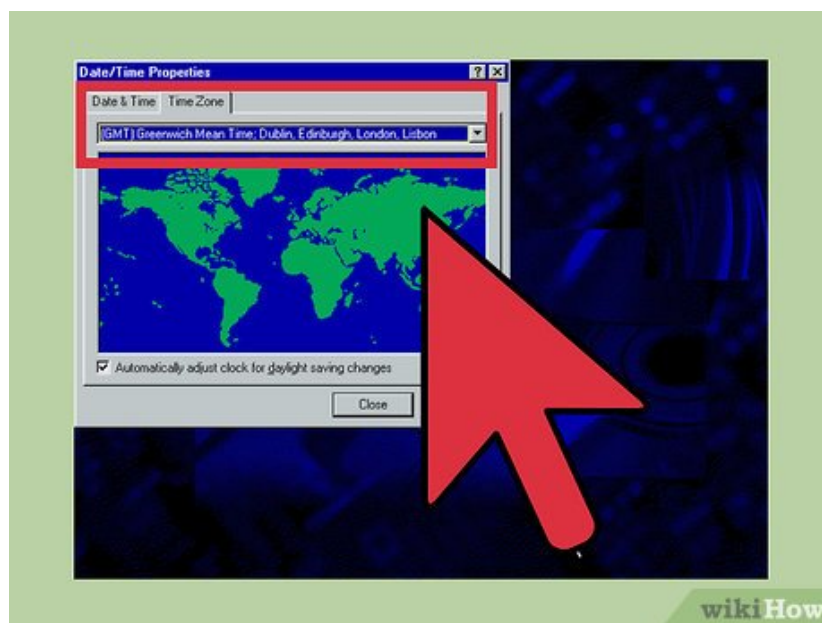 Date/Time Properties
Date & Time Time Zone
(GMT) Greenwich Mean Time; Dublin, Edinburgh, London, Lisbon
Automatically adjust clock for daylight saving changes
Close
wikiHow